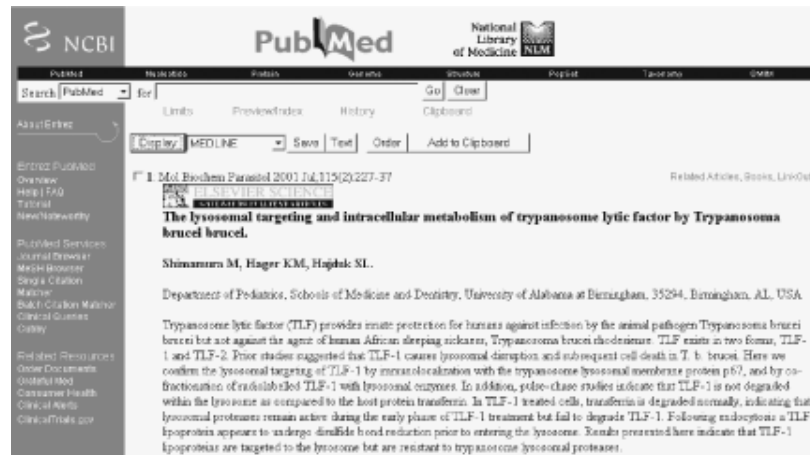 NCBI
PubMed
National
Library
of Medicine NLM
PubMed Nucleotide Protein Genome Structure PopSet Taxonomy OMIM
Search PubMed for Go Clear
Limits Preview/Index History Clipboard
About Entrez
Display MEDLINE Save Text Order Add to Clipboard
Entrez PubMed
Overview
Help | FAQ
Tutorial
New/Noteworthy
PubMed Services
Journal Browser
MeSH Browser
Single Citation
Matcher
Batch Citation Matcher
Clinical Queries
Cubby
Related Resources
Order Documents
Grateful Med
Consumer Health
Clinical Alerts
ClinicalTrials.gov
1: Mol Biochem Parasitol 2001 Jul;115(2):227-37
Related Articles, Books, LinkOut
ELSEVIER SCIENCE
The lysosomal targeting and intracellular metabolism of trypanosome lytic factor by Trypanosoma
brucei brucei.
Shimamura M, Hager KM, Hajduk SL.
Department of Pediatrics, Schools of Medicine and Dentistry, University of Alabama at Birmingham, 35294, Birmingham, AL, USA
Trypanosome lytic factor (TLF) provides innate protection for humans against infection by the animal pathogen Trypanosoma brucei
brucei but not against the agent of human African sleeping sickness, Trypanosoma brucei rhodesiense. TLF exists in two forms, TLF-
1 and TLF-2. Prior studies suggested that TLF-1 causes lysosomal disruption and subsequent cell death in T. b. brucei. Here we
confirm the lysosomal targeting of TLF-1 by immunolocalization with the trypanosome lysosomal membrane protein p67, and by co-
fractionation of radiolabelled TLF-1 with lysosomal enzymes. In addition, pulse-chase studies indicate that TLF-1 is not degraded
within the lysosome as compared to the host protein transferrin. In TLF-1 treated cells, transferrin is degraded normally, indicating that
lysosomal proteases remain active during the early phase of TLF-1 treatment but fail to degrade TLF-1. Following endocytosis a TLF
lipoprotein appears to undergo disulfide bond reduction prior to entering the lysosome. Results presented here indicate that TLF-1
lipoproteins are targeted to the lysosome but are resistant to trypanosome lysosomal proteases.